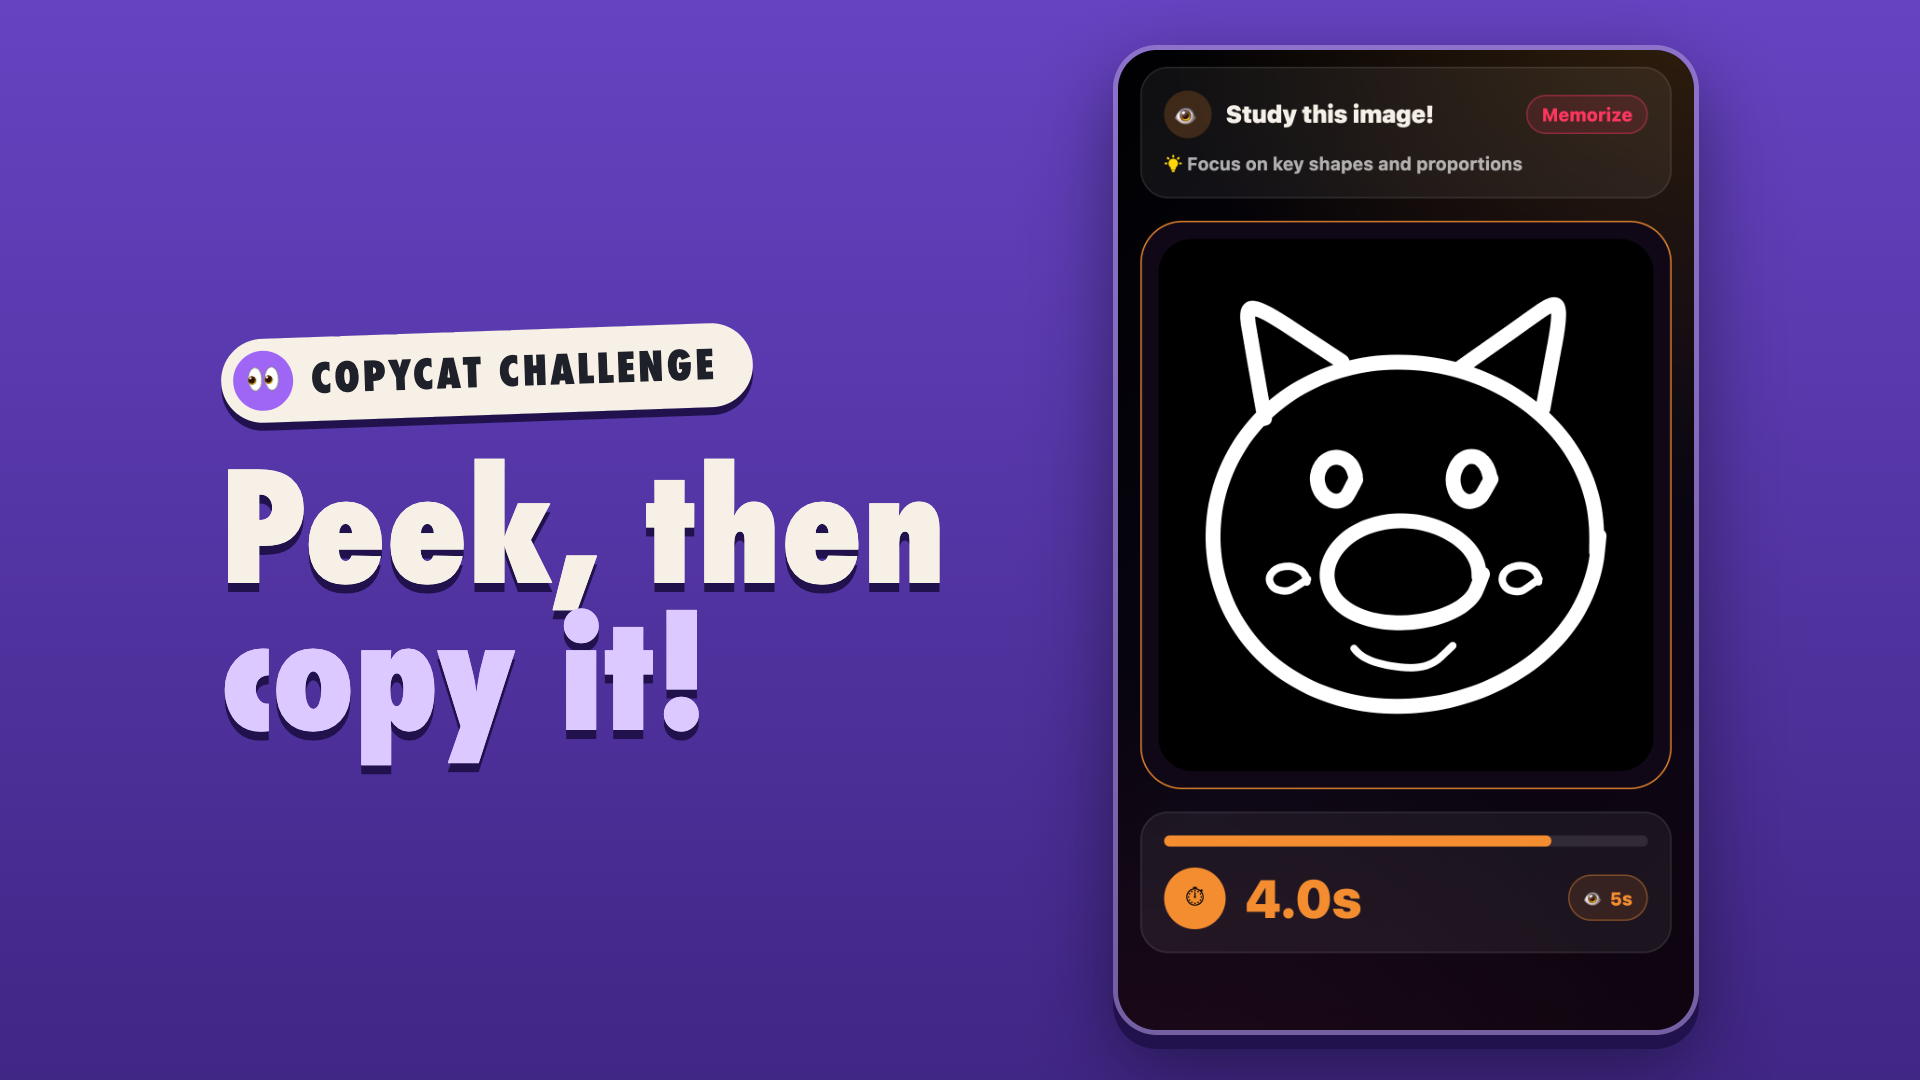 COPYCAT CHALLENGE
Peek, then
copy it!
Study this image!
Memorize
Focus on key shapes and proportions
4.0s
5s